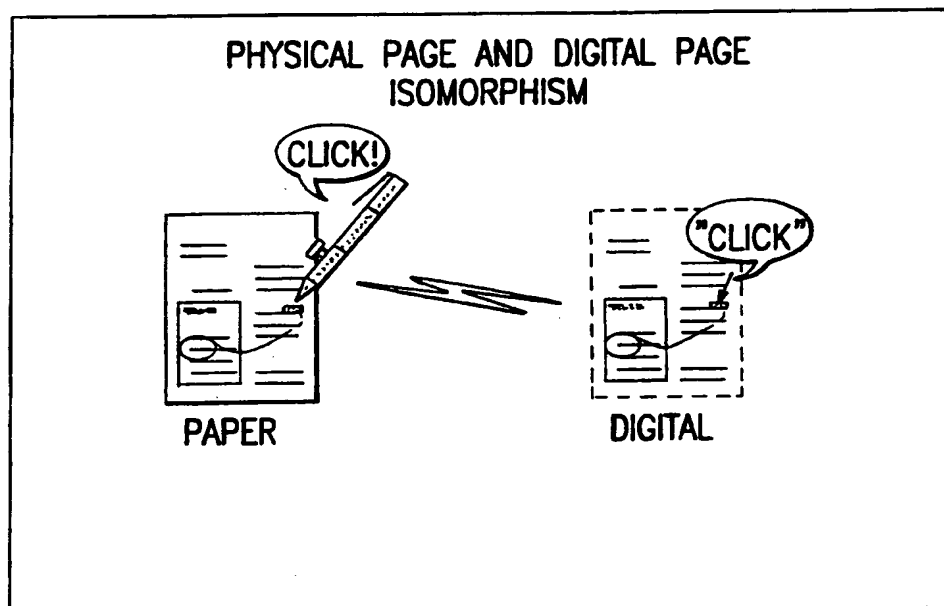 PHYSICAL PAGE AND DIGITAL PAGE
ISOMORPHISM
CLICK!
"CLICK"
PAPER
DIGITAL